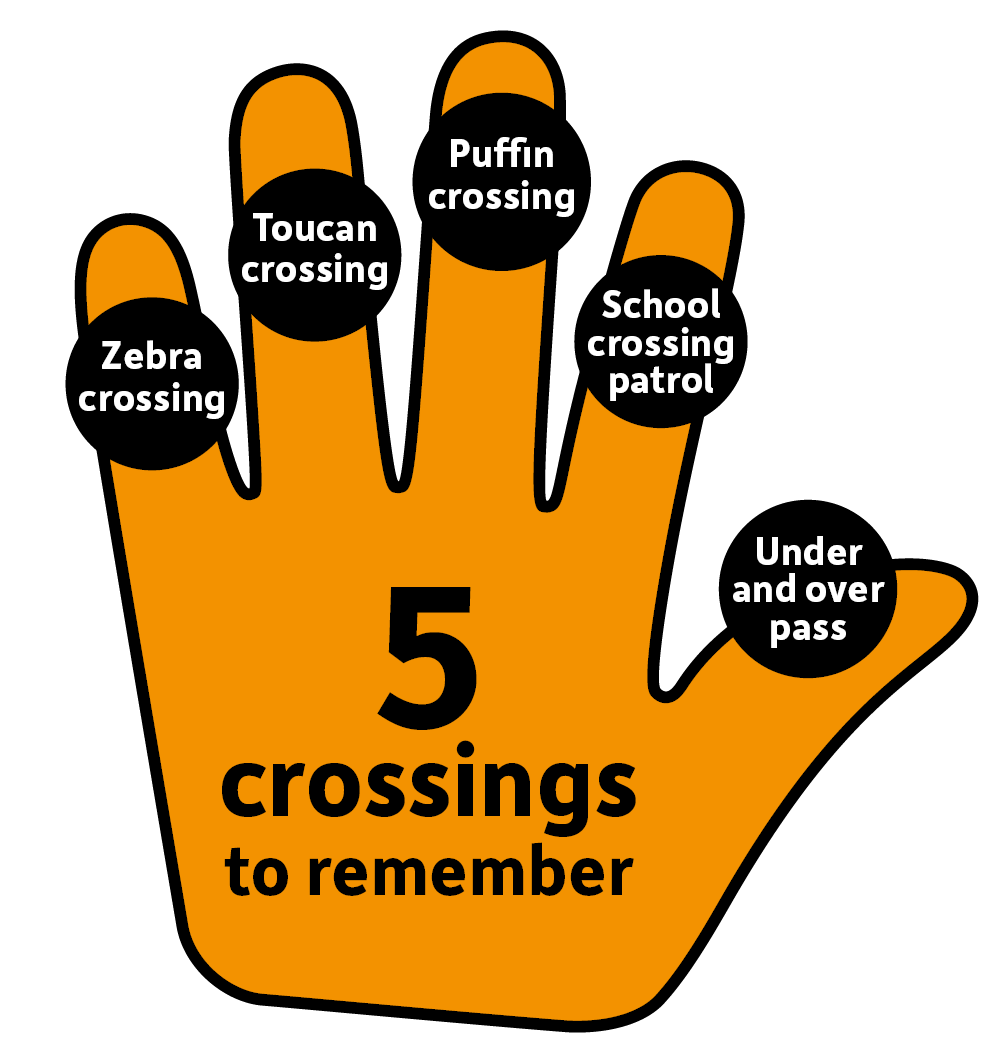 Puffin
crossing
Toucan
crossing
School
crossing
patrol
Zebra
crossing
Under
and over
pass
5
crossings
to remember